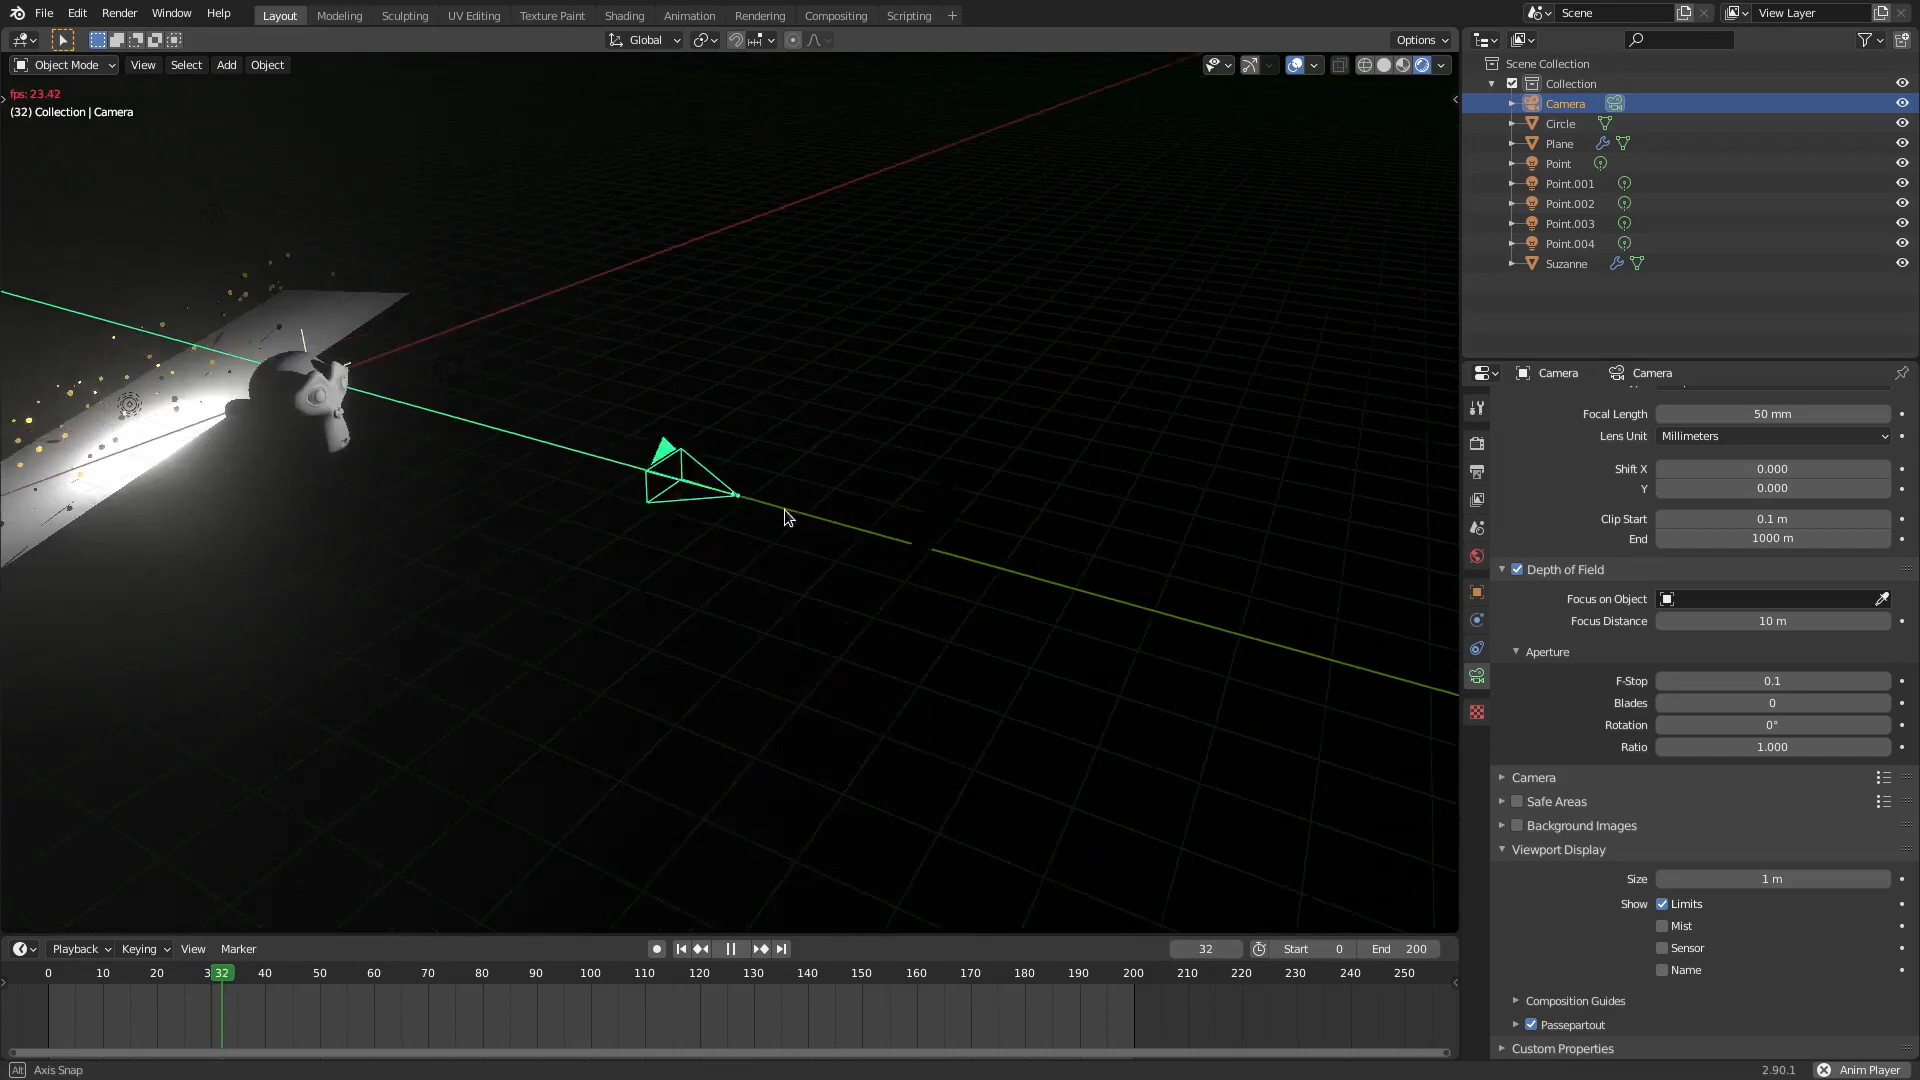 File Edit Render Window Help Layout Modeling Sculpting UV Editing Texture Paint Shading Animation Rendering Compositing Scripting + Scene View Layer
Global Options
Object Mode View Select Add Object
fps: 23.42
(32) Collection | Camera
Scene Collection
Collection
Camera
Circle
Plane
Point
Point.001
Point.002
Point.003
Point.004
Suzanne
Camera Camera
Focal Length 50 mm
Lens Unit Millimeters
Shift X 0.000
Y 0.000
Clip Start 0.1 m
End 1000 m
Depth of Field
Focus on Object
Focus Distance 10 m
Aperture
F-Stop 0.1
Blades 0
Rotation 0°
Ratio 1.000
Camera
Safe Areas
Background Images
Viewport Display
Size 1 m
Show Limits
Mist
Sensor
Name
Composition Guides
Passepartout
Custom Properties
Playback Keying View Marker 32 Start 0 End 200
0 10 20 3 32 40 50 60 70 80 90 100 110 120 130 140 150 160 170 180 190 200 210 220 230 240 250
Alt Axis Snap 2.90.1 Anim Player